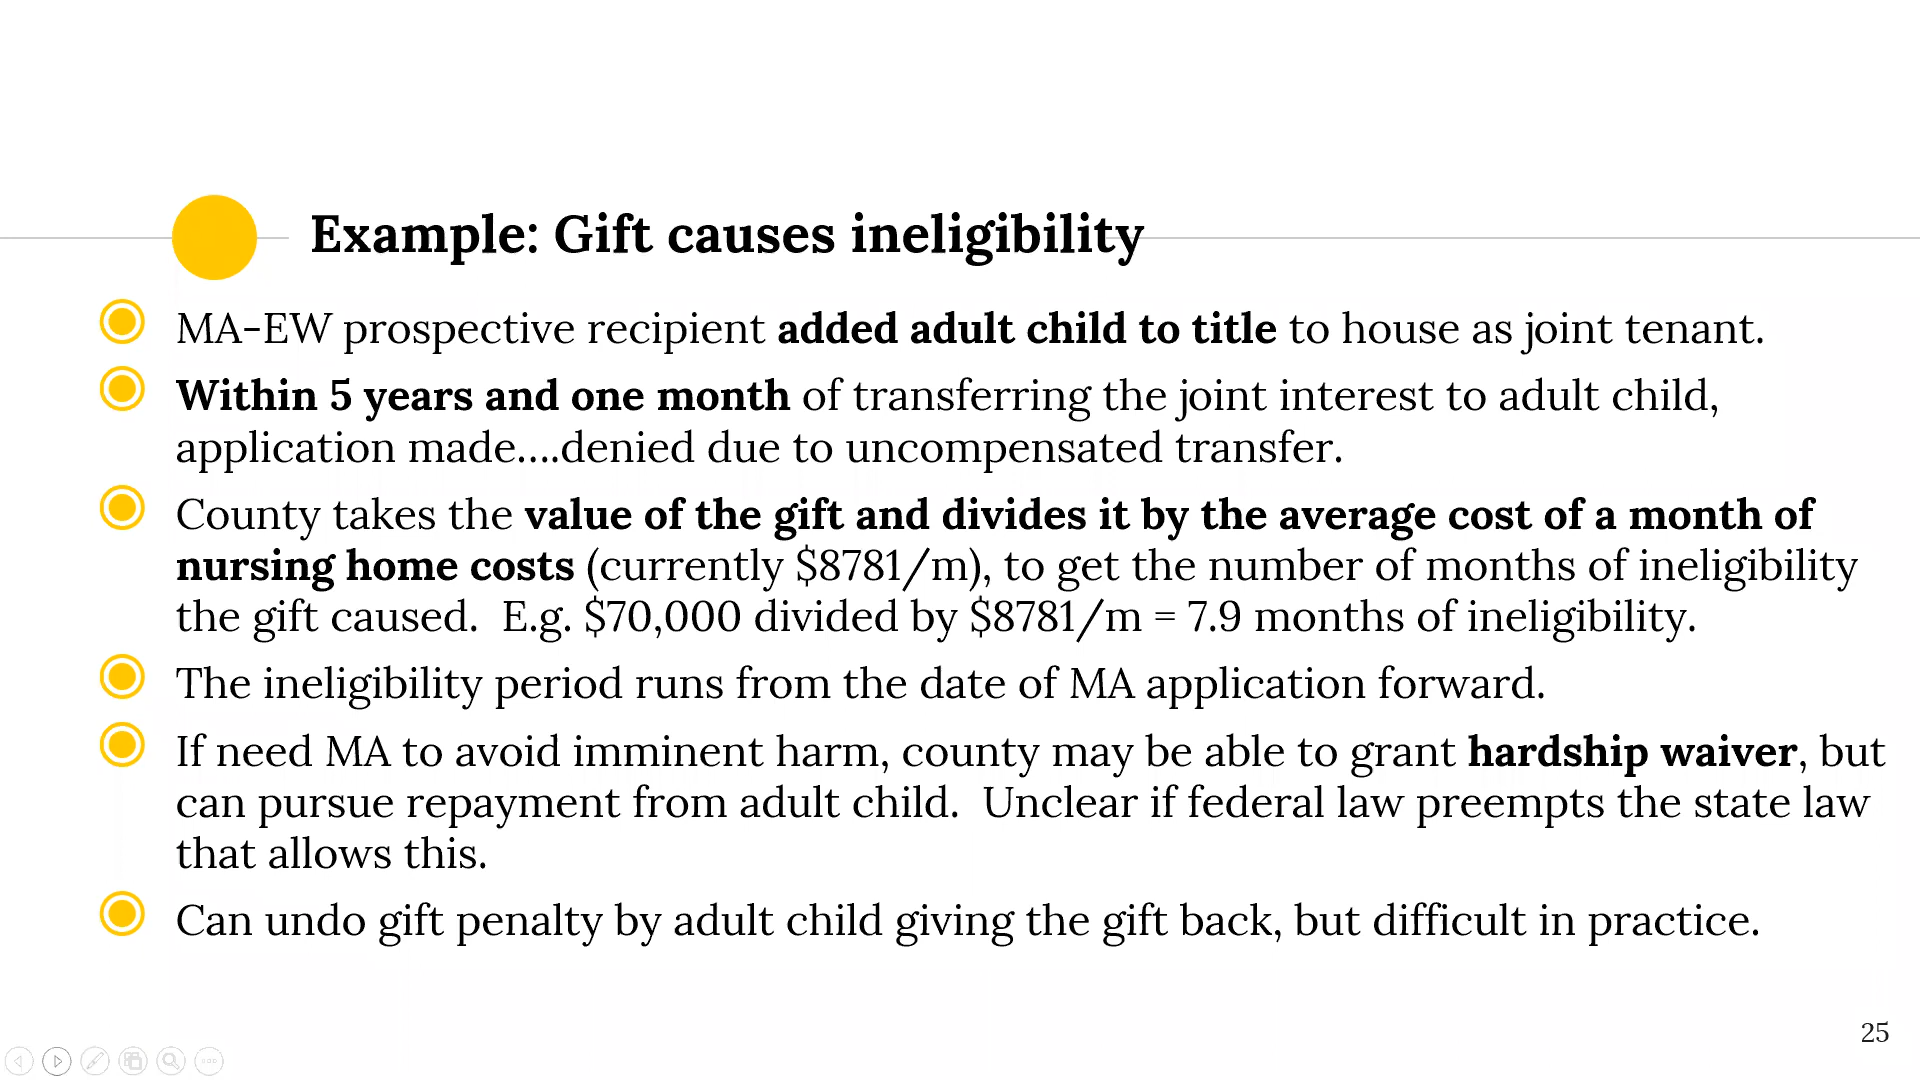 Example: Gift causes ineligibility
MA-EW prospective recipient added adult child to title to house as joint tenant.
Within 5 years and one month of transferring the joint interest to adult child,
application made....denied due to uncompensated transfer.
County takes the value of the gift and divides it by the average cost of a month of
nursing home costs (currently $8781/m), to get the number of months of ineligibility
the gift caused.  E.g. $70,000 divided by $8781/m = 7.9 months of ineligibility.
The ineligibility period runs from the date of MA application forward.
If need MA to avoid imminent harm, county may be able to grant hardship waiver, but
can pursue repayment from adult child.  Unclear if federal law preempts the state law
that allows this.
Can undo gift penalty by adult child giving the gift back, but difficult in practice.
25